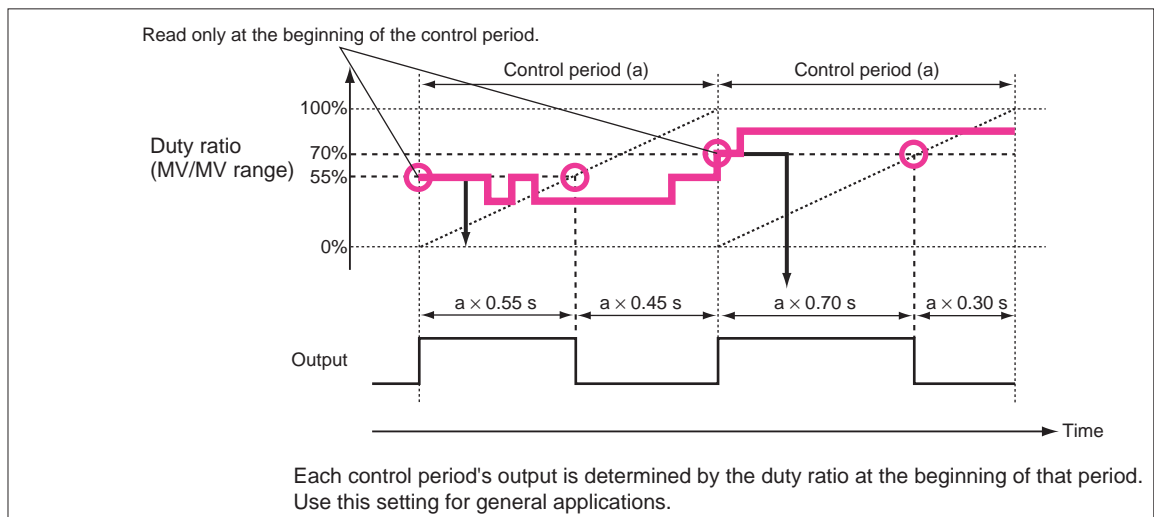 Read only at the beginning of the control period.
Control period (a)
Control period (a)
100%
Duty ratio
(MV/MV range)
70%
55%
0%
a × 0.55 s
a × 0.45 s
a × 0.70 s
a × 0.30 s
Output
Time
Each control period's output is determined by the duty ratio at the beginning of that period.
Use this setting for general applications.